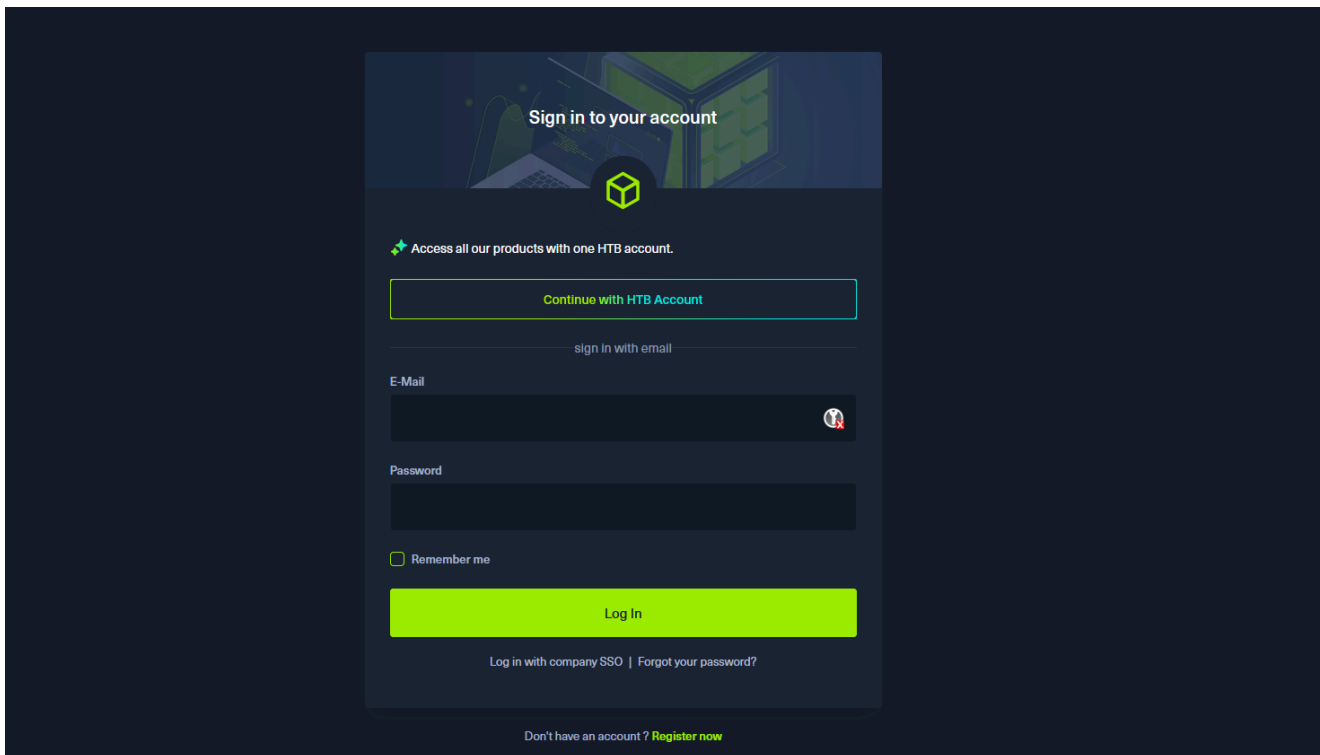 Sign in to your account
Access all our products with one HTB account.
Continue with HTB Account
sign in with email
E-Mail
Password
Remember me
Log In
Log in with company SSO | Forgot your password?
Don't have an account ? Register now